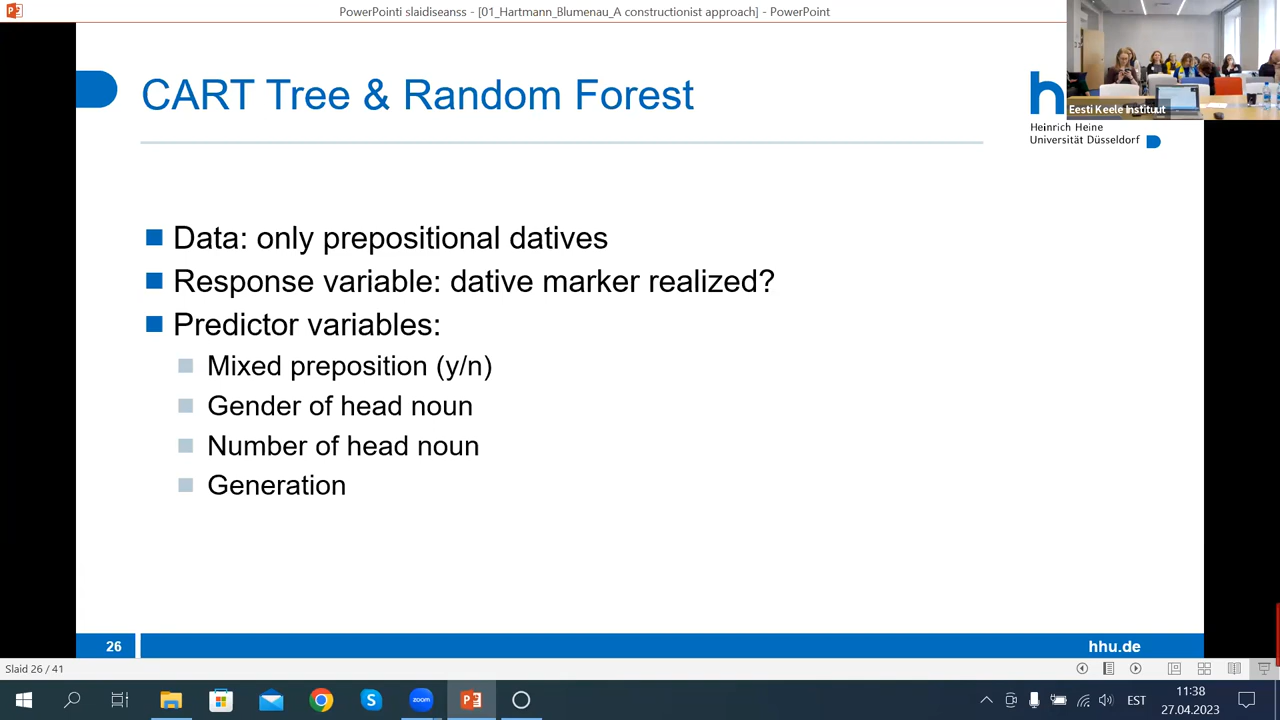 PowerPointi slaidiseanss - [01_Hartmann_Blumenau_A constructionist approach] - PowerPoint
CART Tree & Random Forest
h
Eesti Keele Instituut
Heinrich Heine
Universität Düsseldorf
Data: only prepositional datives
Response variable: dative marker realized?
Predictor variables:
Mixed preposition (y/n)
Gender of head noun
Number of head noun
Generation
26
hhu.de
Slaid 26 / 41
zoom
EST
11:38
27.04.2023